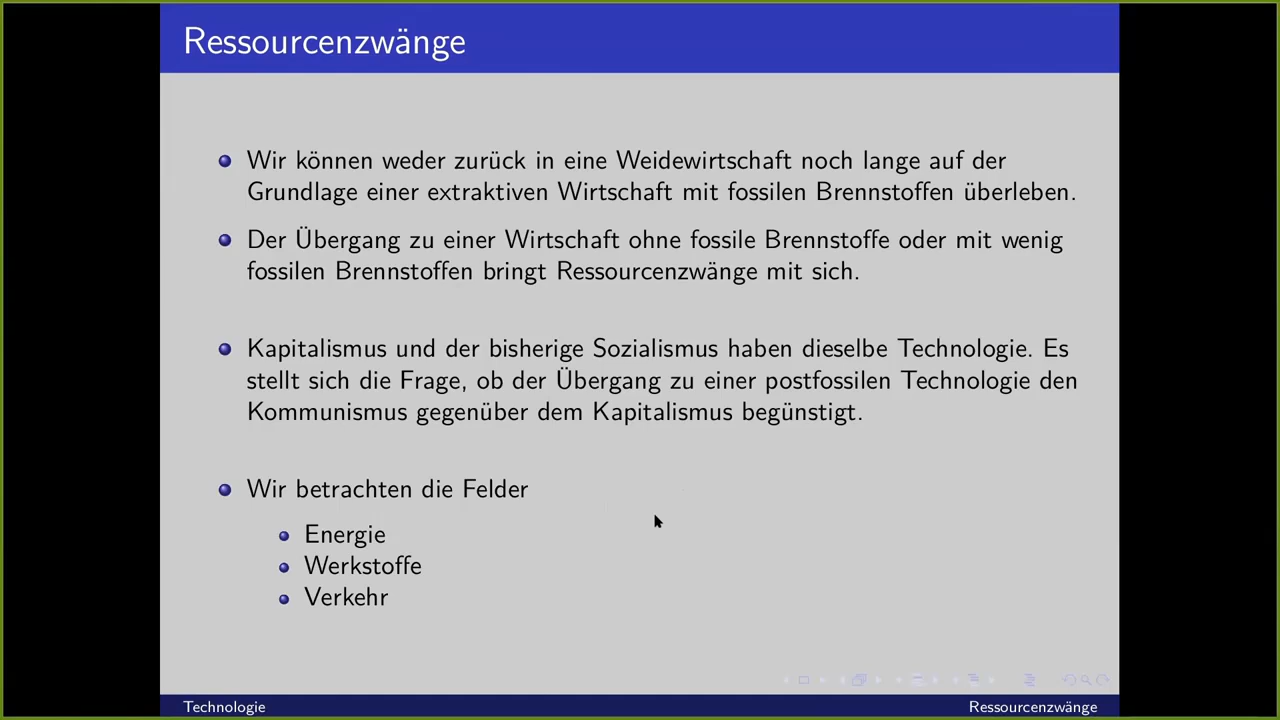 Ressourcenzwänge
Wir können weder zurück in eine Weidewirtschaft noch lange auf der
Grundlage einer extraktiven Wirtschaft mit fossilen Brennstoffen überleben.
Der Übergang zu einer Wirtschaft ohne fossile Brennstoffe oder mit wenig
fossilen Brennstoffen bringt Ressourcenzwänge mit sich.
Kapitalismus und der bisherige Sozialismus haben dieselbe Technologie. Es
stellt sich die Frage, ob der Übergang zu einer postfossilen Technologie den
Kommunismus gegenüber dem Kapitalismus begünstigt.
Wir betrachten die Felder
Energie
Werkstoffe
Verkehr
Technologie
Ressourcenzwänge